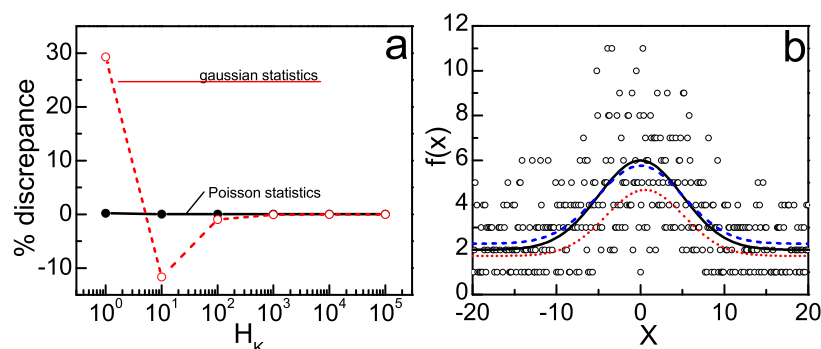 a
% discrepance
30
20
10
0
-10
gaussian statistics
Poisson statistics
10^0 10^1 10^2 10^3 10^4 10^5
H_K
b
f(x)
12
10
8
6
4
2
0
-20 -10 0 10 20
X